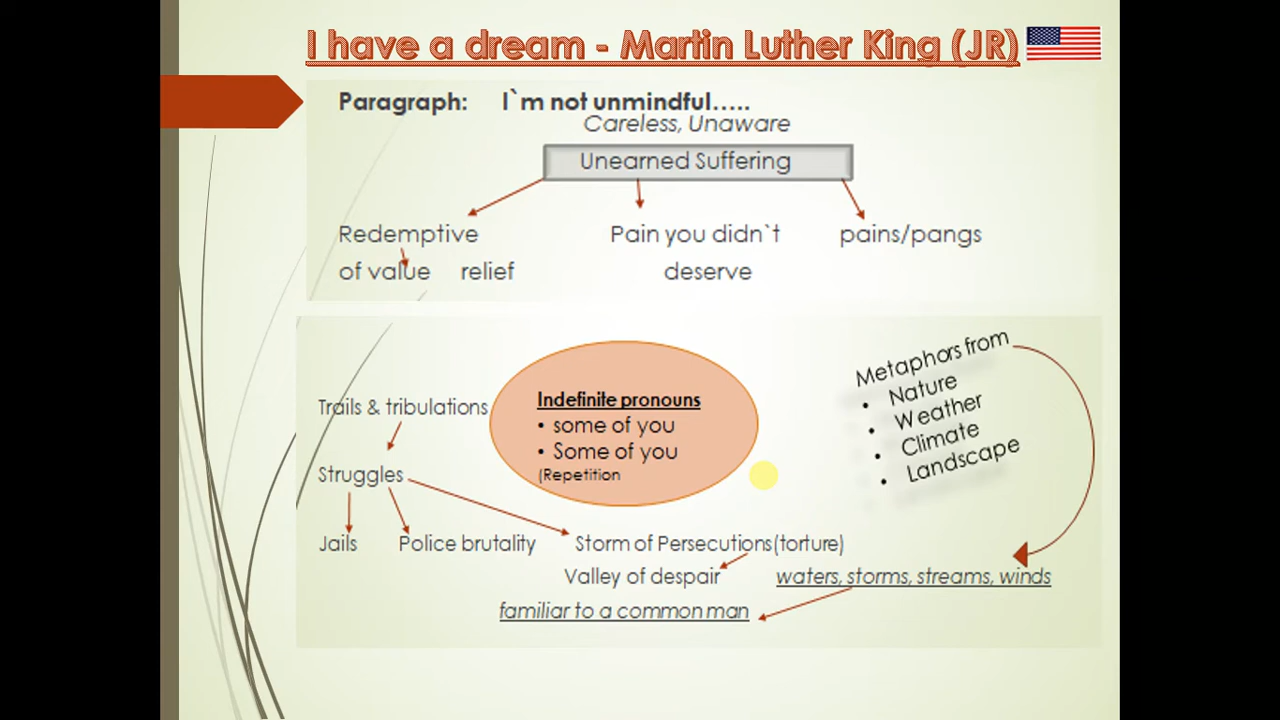 I have a dream - Martin Luther King (JR)
Paragraph: I`m not unmindful…..
Careless, Unaware
Unearned Suffering
Redemptive
of value relief
Pain you didn`t
deserve
pains/pangs
Trails & tribulations
Struggles
Jails
Police brutality
Storm of Persecutions(torture)
Valley of despair
waters, storms, streams, winds
familiar to a common man
Indefinite pronouns
• some of you
• Some of you
(Repetition
Metaphors from
• Nature
• Weather
• Climate
• Landscape